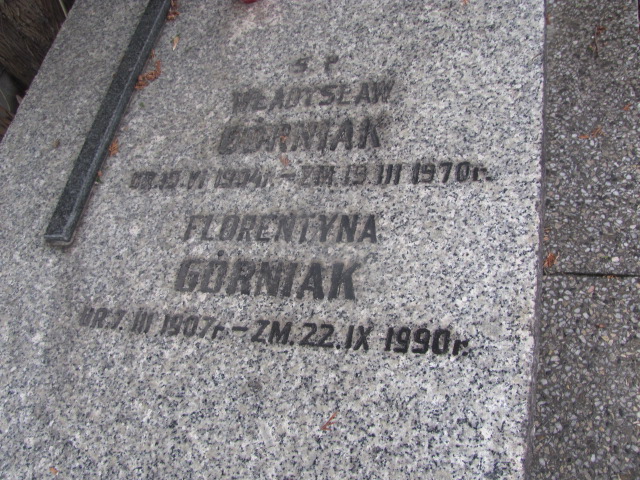 Ś P
WŁADYSŁAW
GÓRNIAK
UR.10.VI 1904r.-ZM.19.III 1970r.
FLORENTYNA
GÓRNIAK
UR.7.III 1907r-ZM.22.IX 1990r.